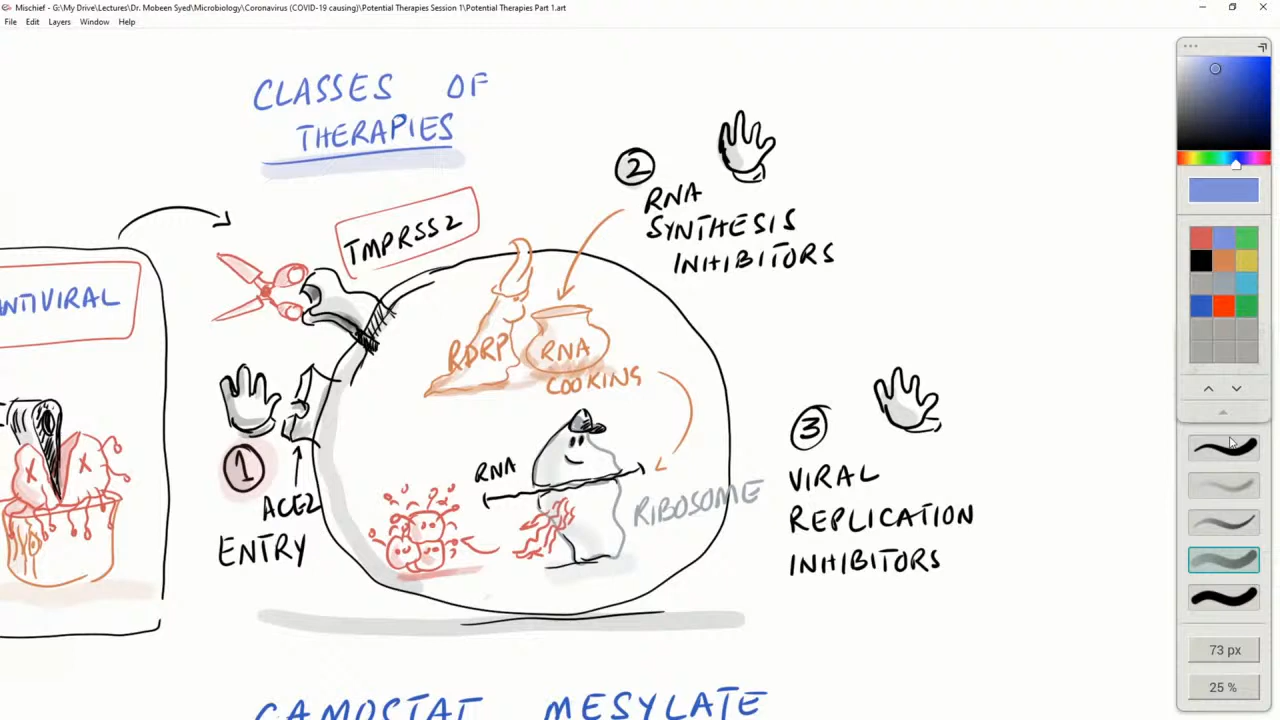 Mischief - G:\My Drive\Lectures\Dr. Mobeen Syed\Microbiology\Coronavirus (COVID-19 causing)\Potential Therapies Session 1\Potential Therapies Part 1.art
File Edit Layers Window Help
CLASSES OF
THERAPIES
2
RNA
SYNTHESIS
INHIBITORS
TMPRSS2
NTIVIRAL
RDRP
RNA
COOKING
X X
1
ACE2
ENTRY
RNA
RIBOSOME
3
VIRAL
REPLICATION
INHIBITORS
CAMOSTAT MESYLATE
73 px
25 %